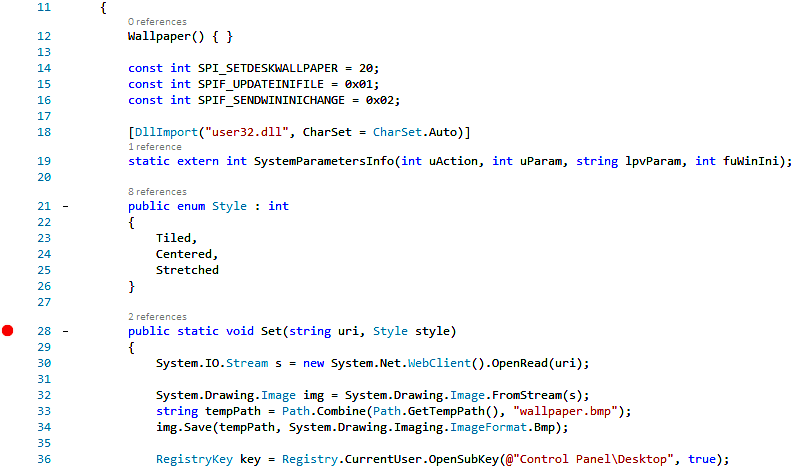 11 {
0 references
12 Wallpaper() { }
13
14 const int SPI_SETDESKWALLPAPER = 20;
15 const int SPIF_UPDATEINIFILE = 0x01;
16 const int SPIF_SENDWININICHANGE = 0x02;
17
18 [DllImport("user32.dll", CharSet = CharSet.Auto)]
1 reference
19 static extern int SystemParametersInfo(int uAction, int uParam, string lpvParam, int fuWinIni);
20
8 references
21 - public enum Style : int
22 {
23 Tiled,
24 Centered,
25 Stretched
26 }
27
2 references
28 - public static void Set(string uri, Style style)
29 {
30 System.IO.Stream s = new System.Net.WebClient().OpenRead(uri);
31
32 System.Drawing.Image img = System.Drawing.Image.FromStream(s);
33 string tempPath = Path.Combine(Path.GetTempPath(), "wallpaper.bmp");
34 img.Save(tempPath, System.Drawing.Imaging.ImageFormat.Bmp);
35
36 RegistryKey key = Registry.CurrentUser.OpenSubKey(@"Control Panel\Desktop", true);